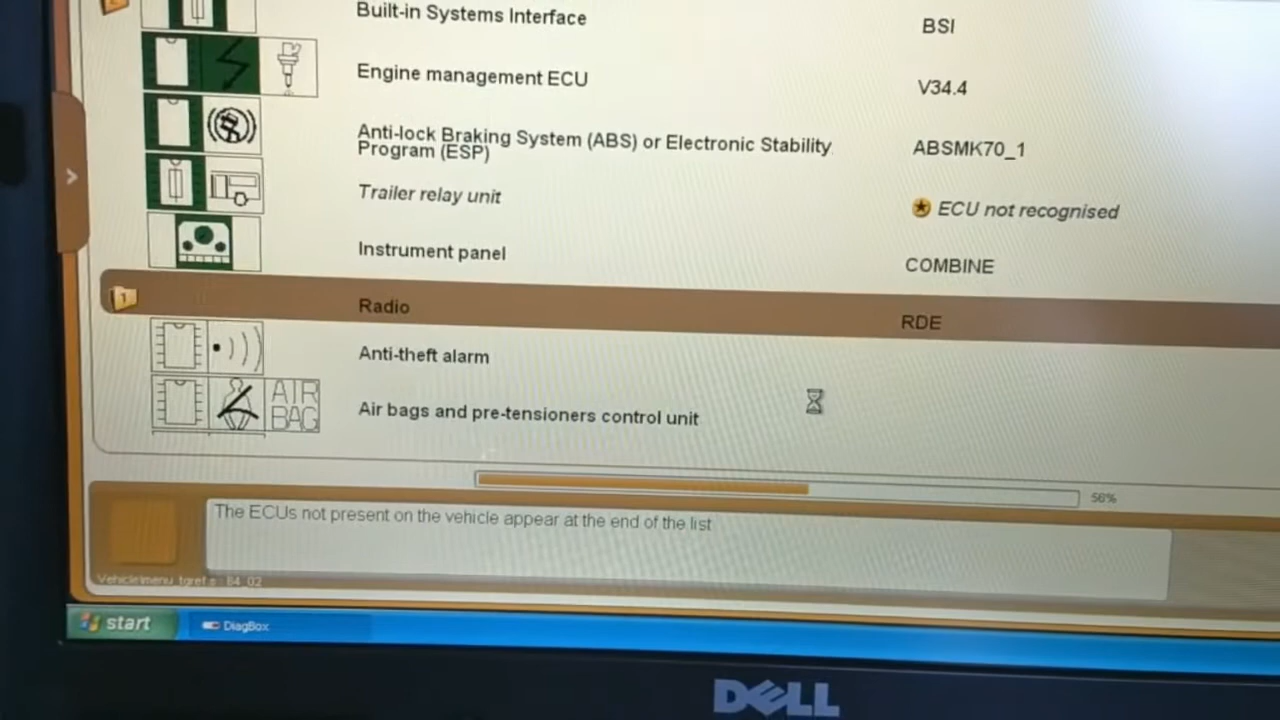 Built-in Systems Interface BSI
Engine management ECU V34.4
Anti-lock Braking System (ABS) or Electronic Stability
Program (ESP) ABSMK70_1
Trailer relay unit ECU not recognised
Instrument panel COMBINE
1 Radio RDE
Anti-theft alarm
AIR
BAG
Air bags and pre-tensioners control unit
56%
The ECUs not present on the vehicle appear at the end of the list
start DiagBox
DELL